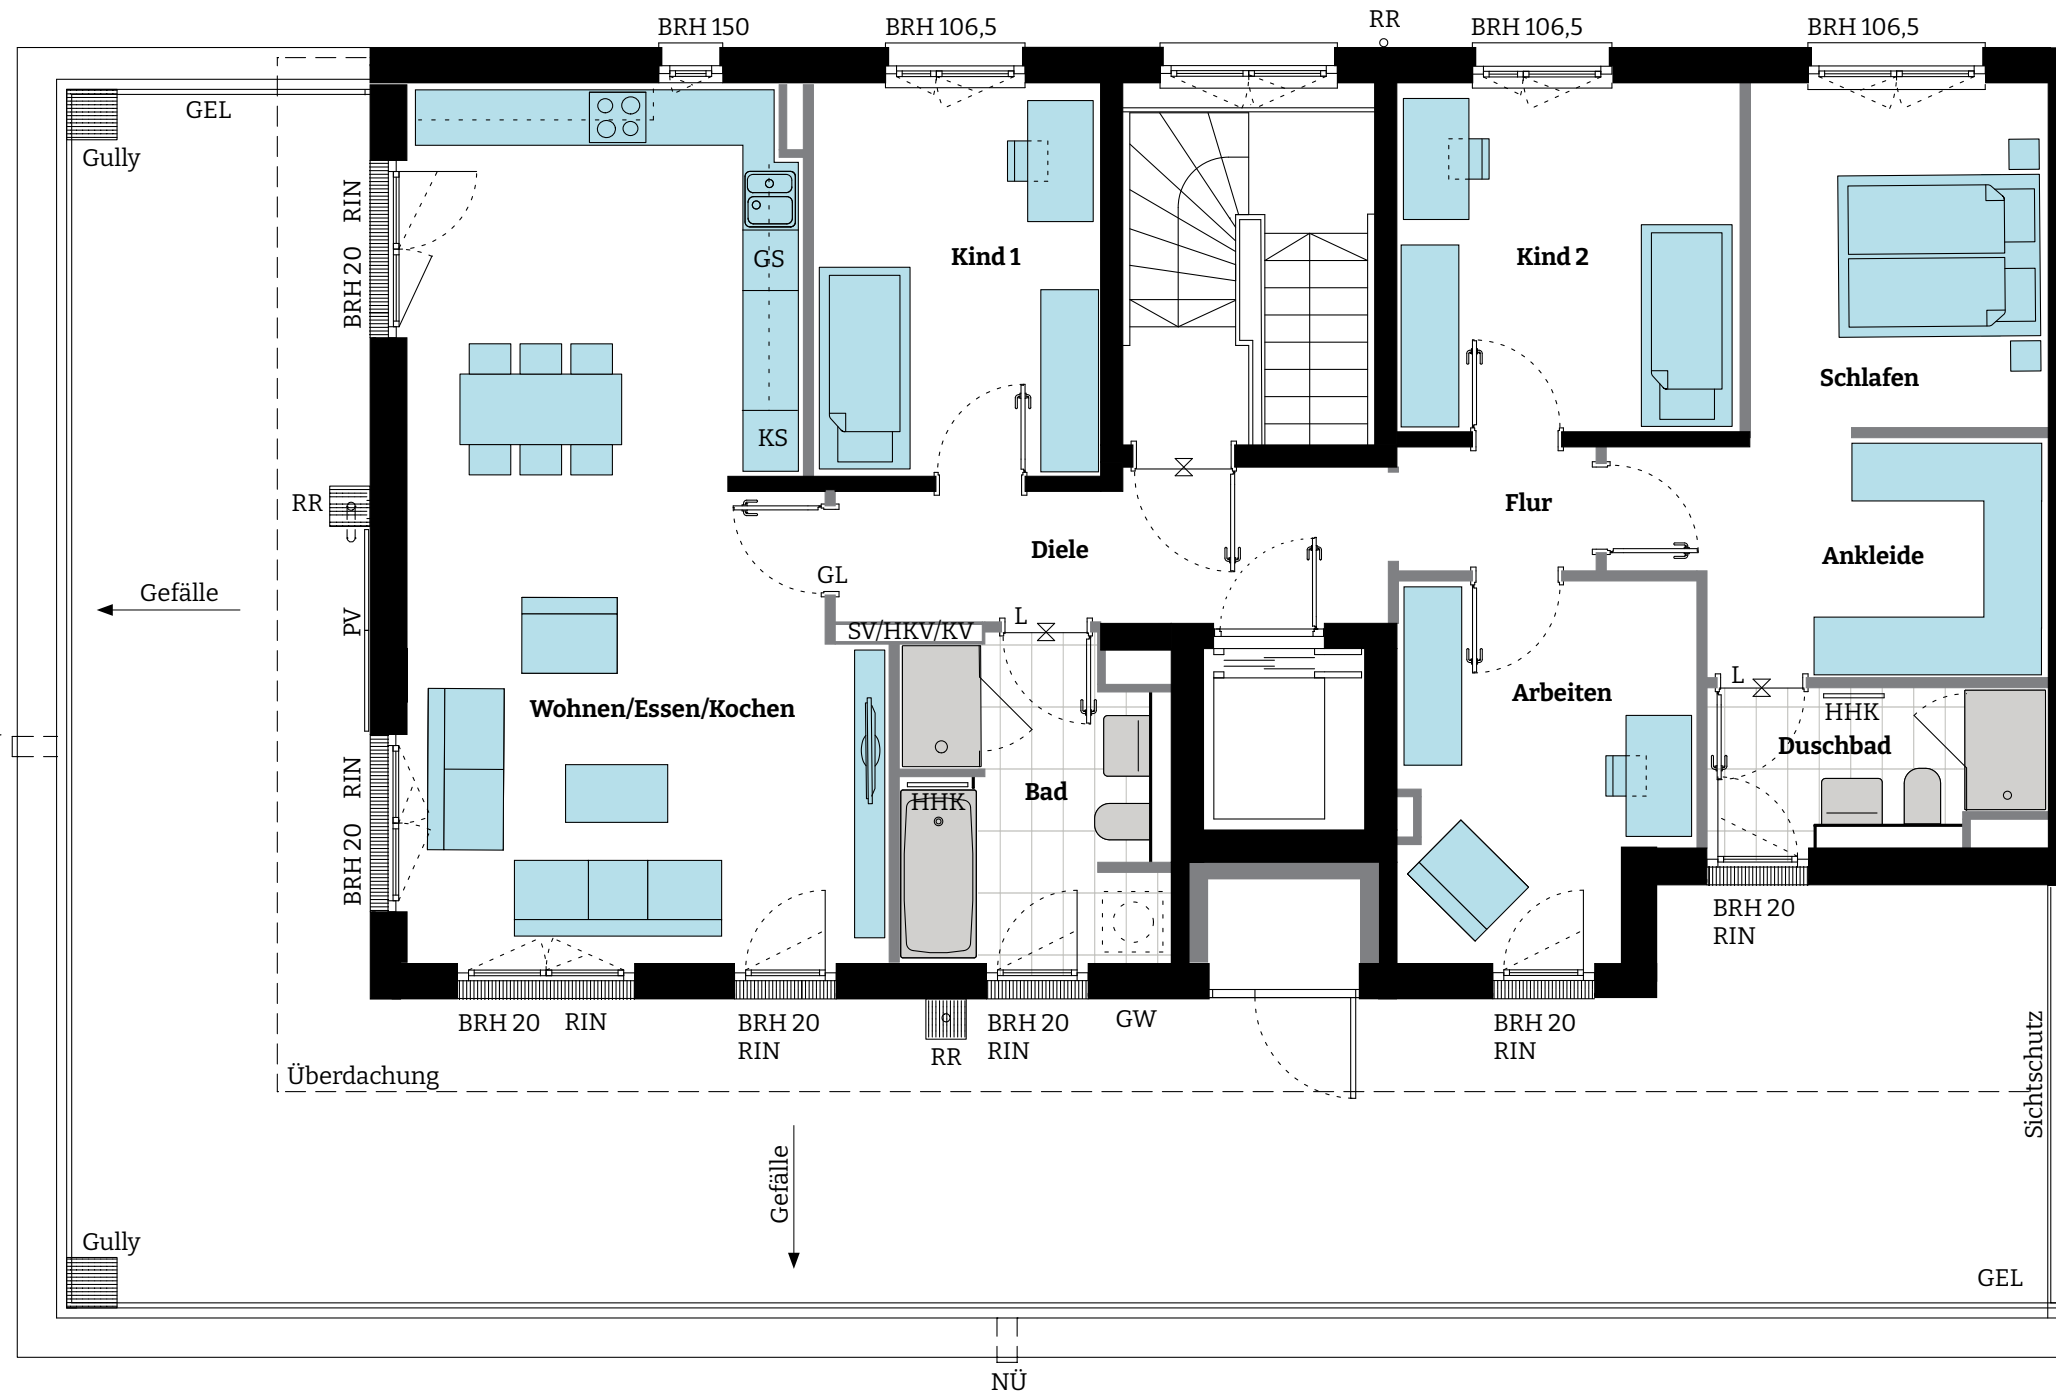 BRH 150
BRH 106,5
RR
BRH 106,5
BRH 106,5
GEL
Gully
BRH 20 RIN
GS
KS
Kind 1
Kind 2
Schlafen
RR
Flur
Diele
Ankleide
Gefälle
PV
GL
SV/HKV/KV
L
Wohnen/Essen/Kochen
Arbeiten
L
HHK
Duschbad
BRH 20 RIN
HHK
Bad
BRH 20
RIN
BRH 20 RIN
BRH 20
RIN
RR
BRH 20
RIN
GW
BRH 20
RIN
Überdachung
Sichtschutz
Gefälle
Gully
GEL
NÜ